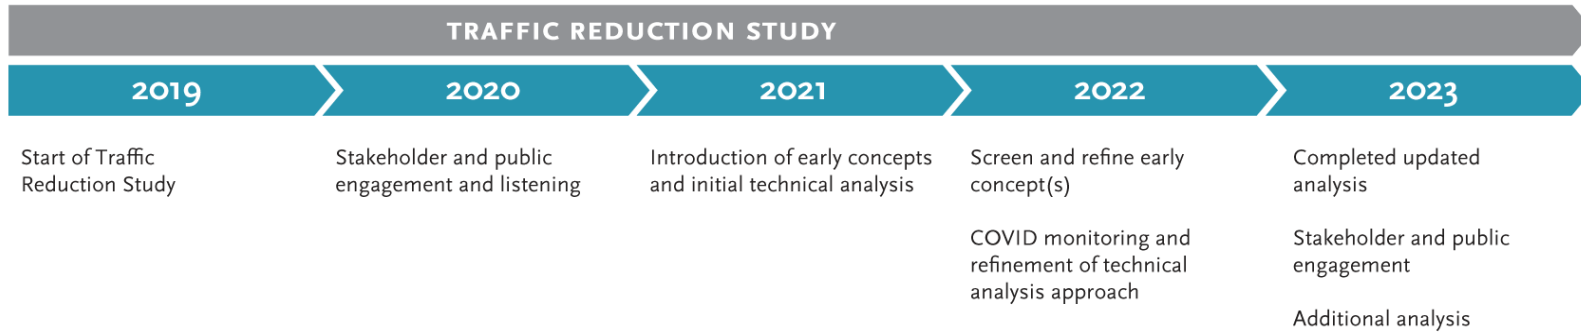 TRAFFIC REDUCTION STUDY
2019
2020
2021
2022
2023
Start of Traffic
Reduction Study
Stakeholder and public
engagement and listening
Introduction of early concepts
and initial technical analysis
Screen and refine early
concept(s)
COVID monitoring and
refinement of technical
analysis approach
Completed updated
analysis
Stakeholder and public
engagement
Additional analysis